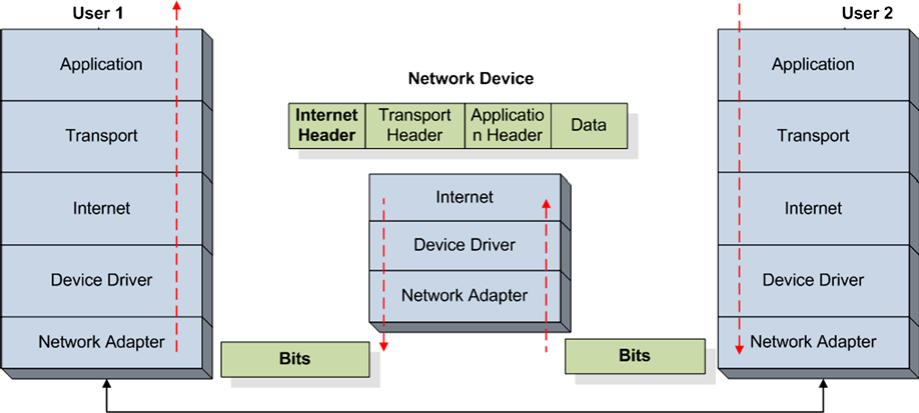 User 1
User 2
Application
Transport
Internet
Device Driver
Network Adapter
Network Device
Internet
Header
Transport
Header
Applicatio
n Header
Data
Internet
Device Driver
Network Adapter
Bits
Bits
Application
Transport
Internet
Device Driver
Network Adapter